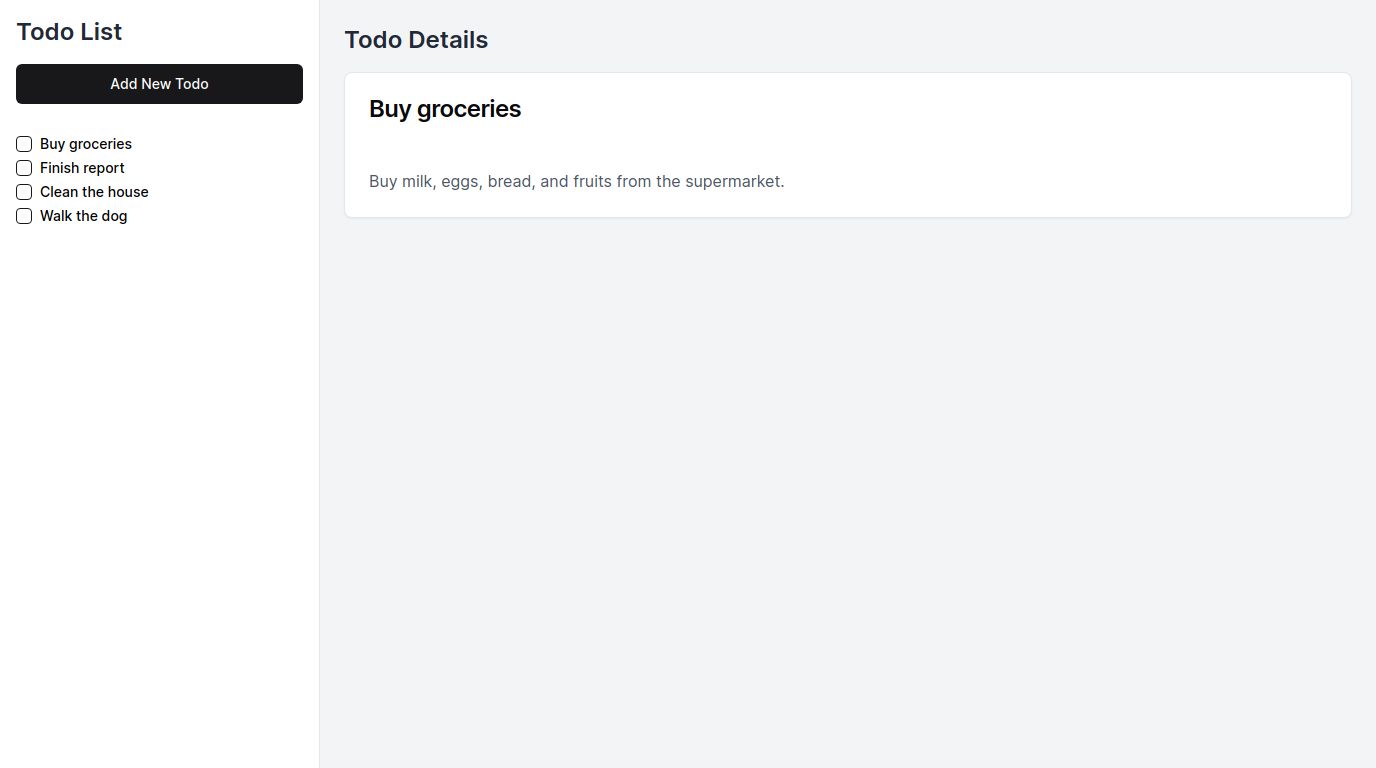 Todo List
Add New Todo
Buy groceries
Finish report
Clean the house
Walk the dog
Todo Details
Buy groceries
Buy milk, eggs, bread, and fruits from the supermarket.